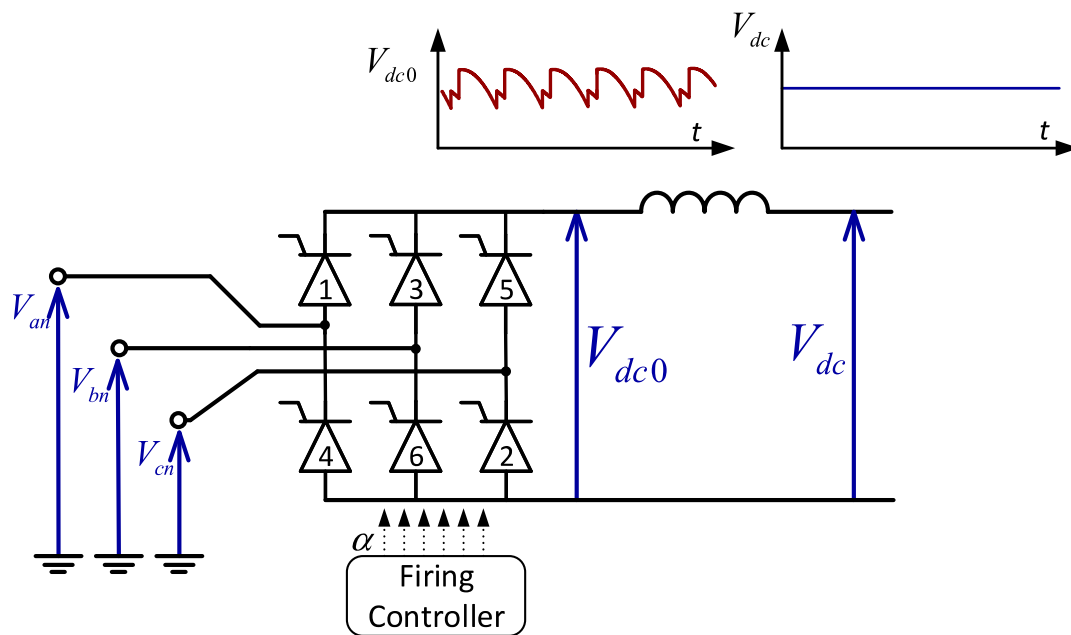 V_dc0
t
V_dc
t
1
3
5
V_an
V_bn
V_cn
V_dc0
V_dc
4
6
2
α
Firing
Controller